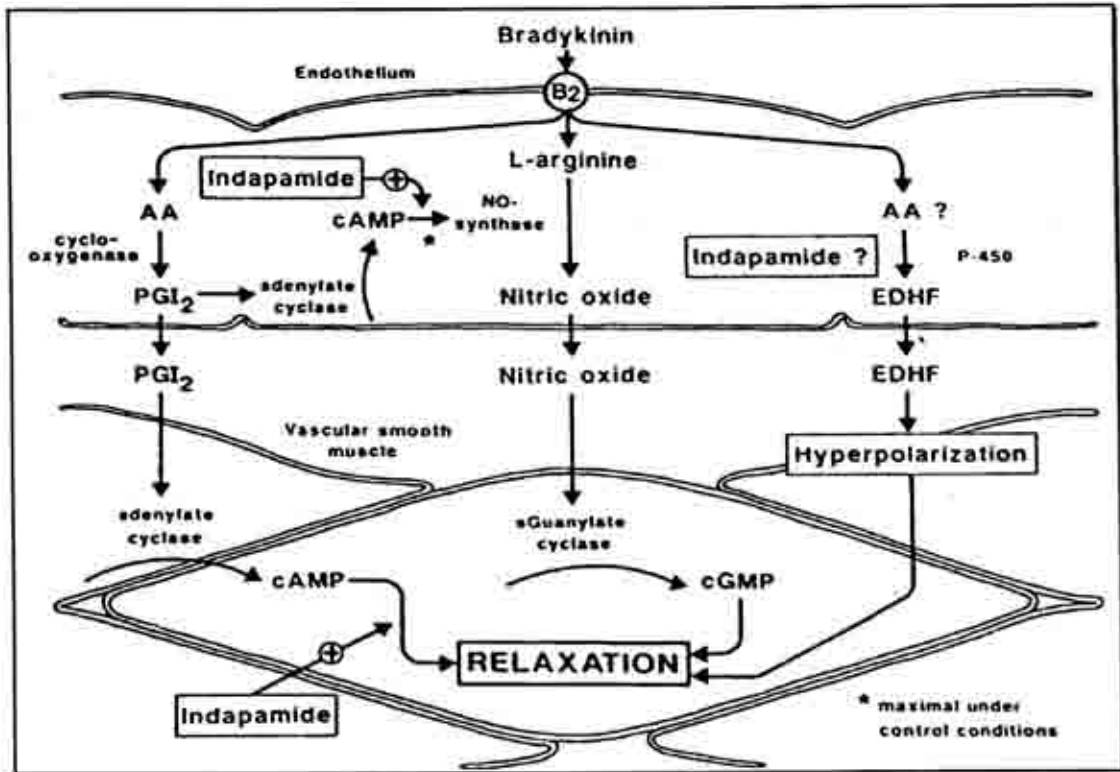 Bradykinin
Endothelium
B2
L-arginine
Indapamide +
NO-
synthase
cAMP
*
AA
AA ?
cyclo-
oxygenase
Indapamide ?
P-450
PGI2
adenylate
cyclase
Nitric oxide
EDHF
PGI2
Nitric oxide
EDHF
Vascular smooth
muscle
Hyperpolarization
adenylate
cyclase
sGuanylate
cyclase
cAMP
cGMP
+
RELAXATION
Indapamide
* maximal under
control conditions